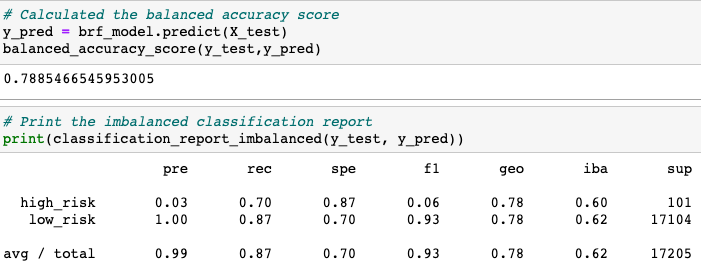 # Calculated the balanced accuracy score
y_pred = brf_model.predict(X_test)
balanced_accuracy_score(y_test,y_pred)
0.7885466545953005
# Print the imbalanced classification report
print(classification_report_imbalanced(y_test, y_pred))
pre rec spe f1 geo iba sup
high_risk 0.03 0.70 0.87 0.06 0.78 0.60 101
low_risk 1.00 0.87 0.70 0.93 0.78 0.62 17104
avg / total 0.99 0.87 0.70 0.93 0.78 0.62 17205